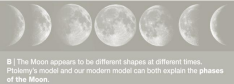 B | The Moon appears to be different shapes at different times.
Ptolemy's model and our modern model can both explain the phases
of the Moon.